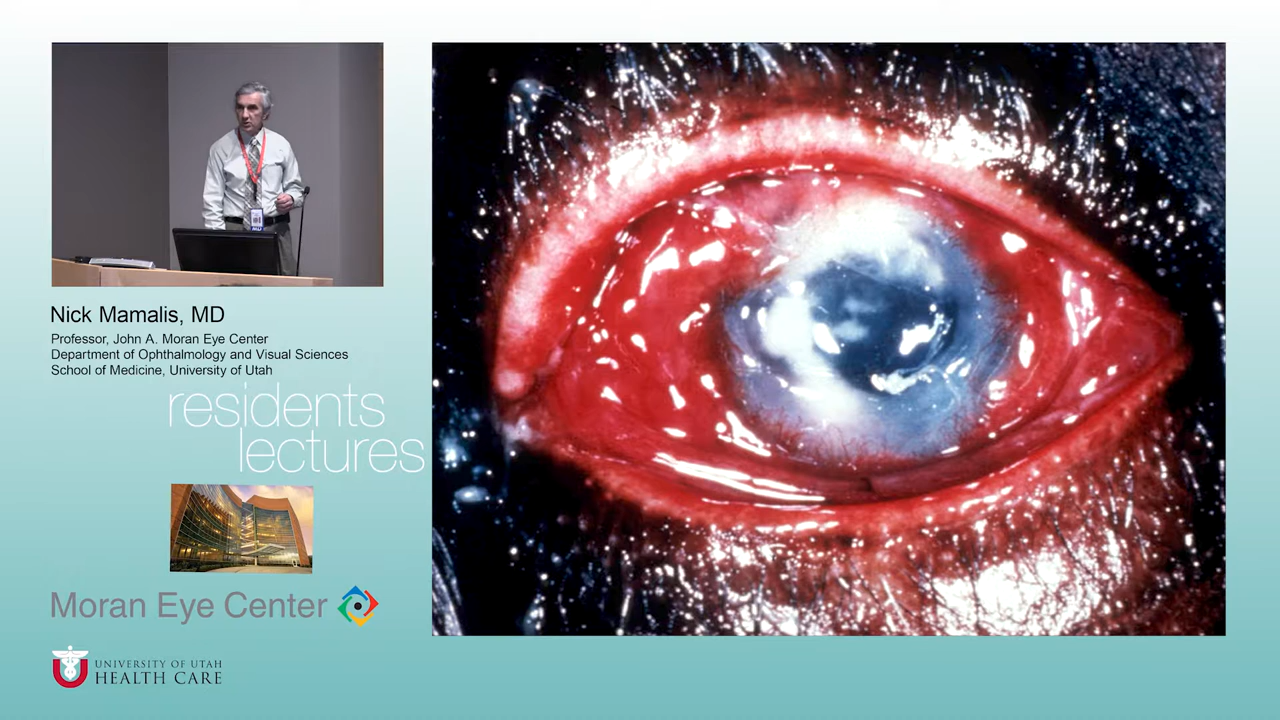 Nick Mamalis, MD
Professor, John A. Moran Eye Center
Department of Ophthalmology and Visual Sciences
School of Medicine, University of Utah
residents
lectures
Moran Eye Center
UNIVERSITY OF UTAH
HEALTH CARE